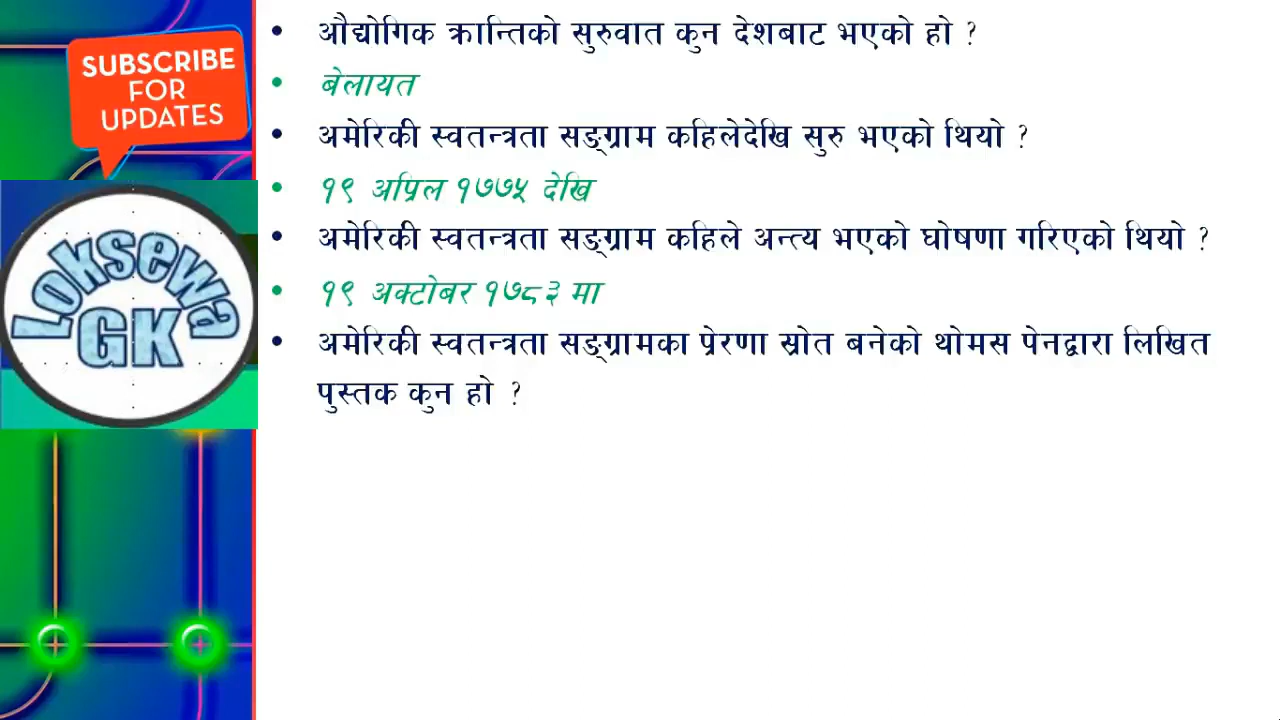 SUBSCRIBE
FOR
UPDATES
Loksewa
GK
• औद्योगिक क्रान्तिको सुरुवात कुन देशबाट भएको हो ?
• बेलायत
• अमेरिकी स्वतन्त्रता सङ्ग्राम कहिलेदेखि सुरु भएको थियो ?
• १९ अप्रिल १७७५ देखि
• अमेरिकी स्वतन्त्रता सङ्ग्राम कहिले अन्त्य भएको घोषणा गरिएको थियो ?
• १९ अक्टोबर १७८३ मा
• अमेरिकी स्वतन्त्रता सङ्ग्रामका प्रेरणा स्रोत बनेको थोमस पेनद्वारा लिखित
पुस्तक कुन हो ?